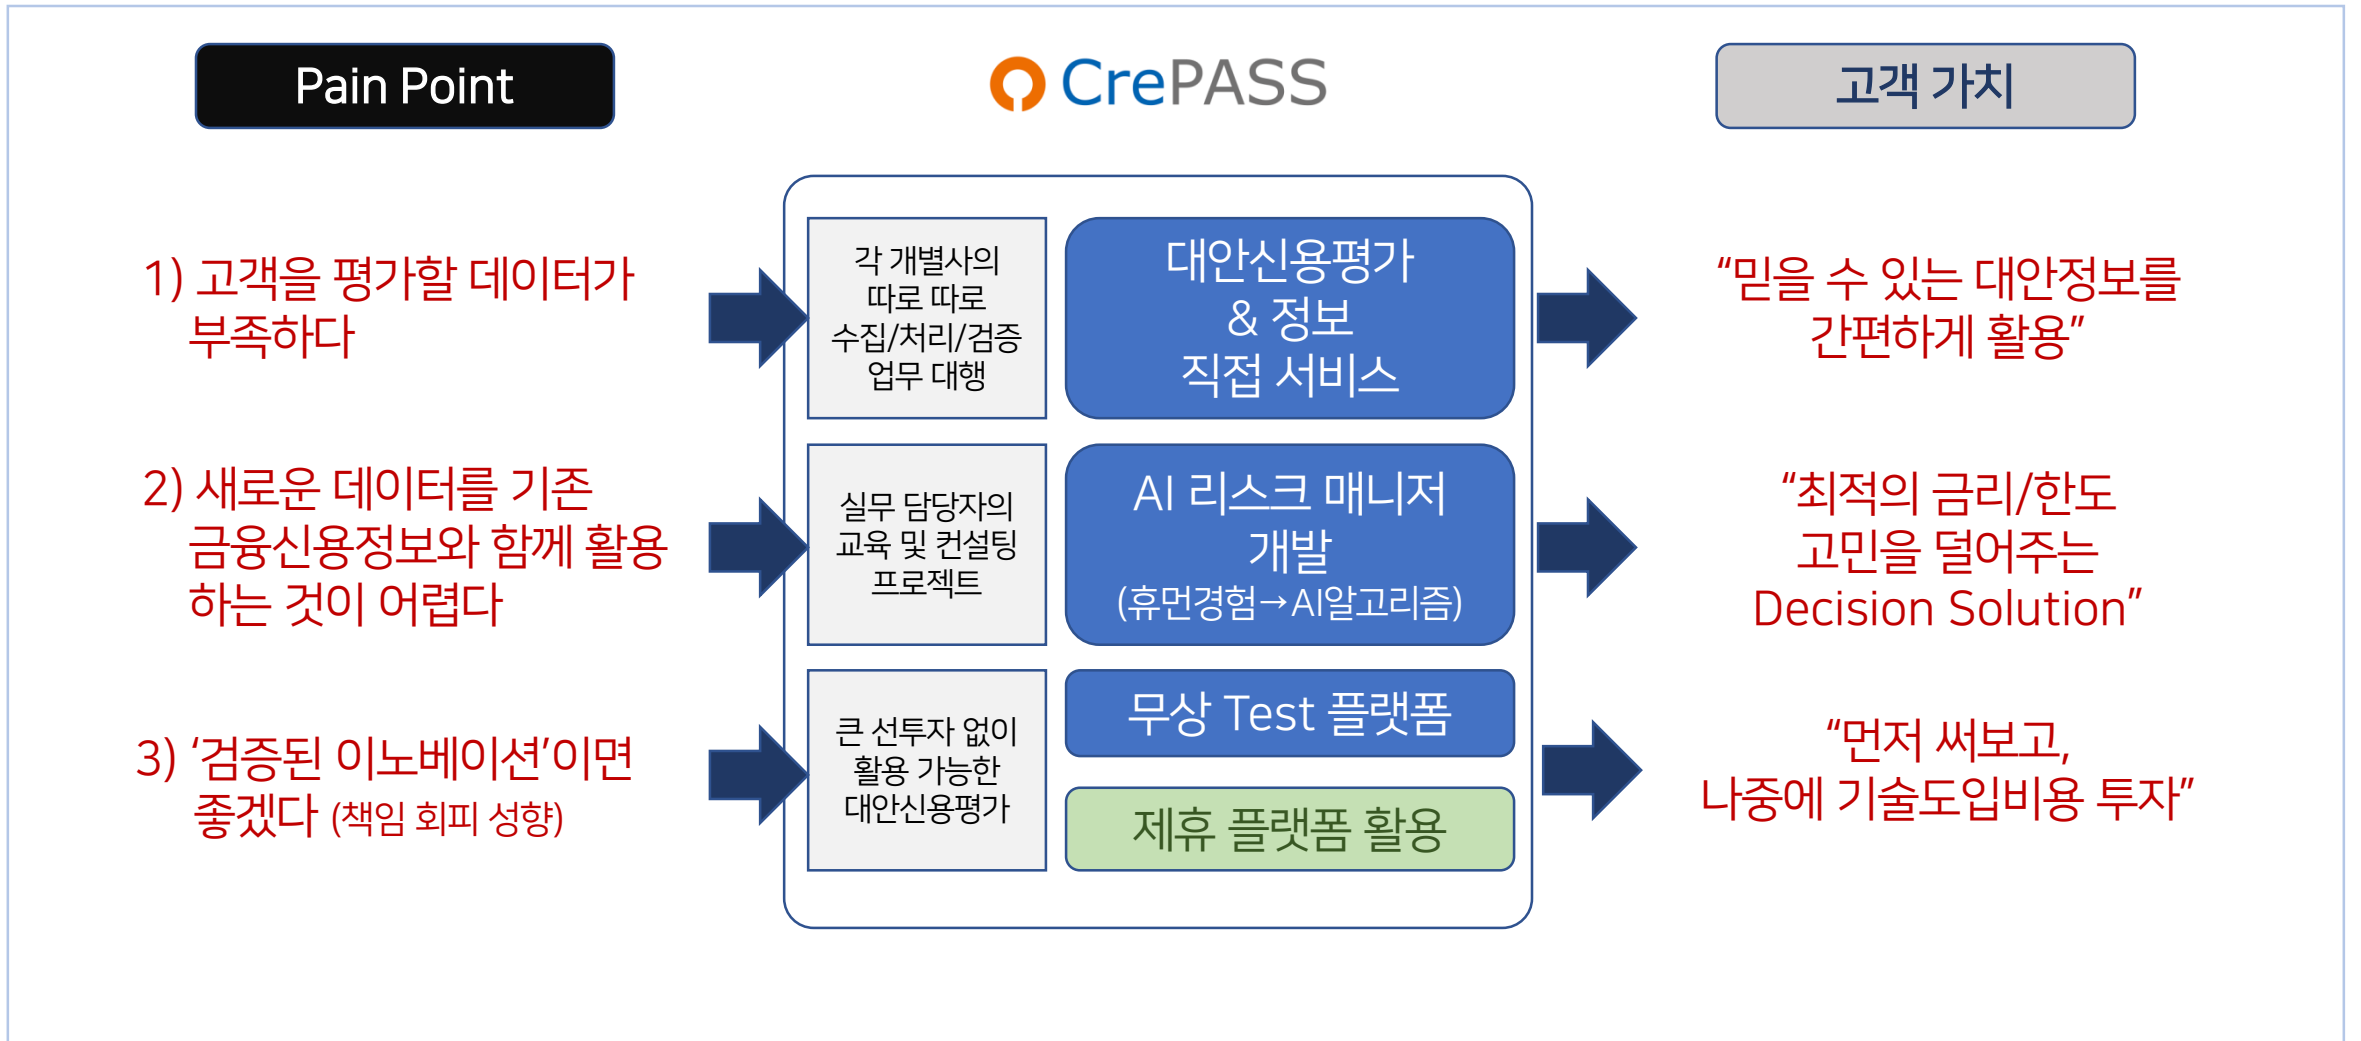 Pain Point
CrePASS
고객 가치
1) 고객을 평가할 데이터가
부족하다
각 개별사의
따로 따로
수집/처리/검증
업무 대행
대안신용평가
& 정보
직접 서비스
“믿을 수 있는 대안정보를
간편하게 활용”
2) 새로운 데이터를 기존
금융신용정보와 함께 활용
하는 것이 어렵다
실무 담당자의
교육 및 컨설팅
프로젝트
AI 리스크 매니저
개발
(휴먼경험→AI알고리즘)
“최적의 금리/한도
고민을 덜어주는
Decision Solution”
3) ‘검증된 이노베이션’이면
좋겠다 (책임 회피 성향)
큰 선투자 없이
활용 가능한
대안신용평가
무상 Test 플랫폼
제휴 플랫폼 활용
“먼저 써보고,
나중에 기술도입비용 투자”